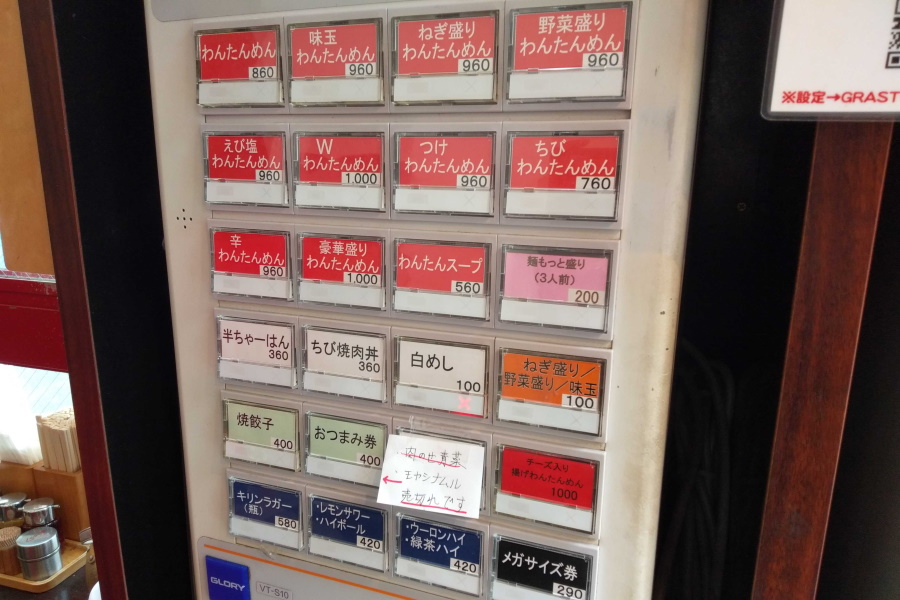 わんたんめん
860
味玉
わんたんめん
960
ねぎ盛り
わんたんめん
960
野菜盛り
わんたんめん
960
※設定→GRAST
えび塩
わんたんめん
960
W
わんたんめん
1,000
つけ
わんたんめん
960
ちび
わんたんめん
760
辛
わんたんめん
960
豪華盛り
わんたんめん
1,000
わんたんスープ
560
麺もっと盛り
(3人前)
200
半ちゃーはん
360
ちび焼肉丼
360
白めし
100
ねぎ盛り/
野菜盛り/味玉
100
焼餃子
400
おつまみ券
400
・モヤシナムル
売切れです
チーズ入り
揚げわんたんめん
1000
キリンラガー
(瓶)
580
・レモンサワー
・ハイボール
420
・ウーロンハイ
・緑茶ハイ
420
メガサイズ券
290
GLORY
VT-S10